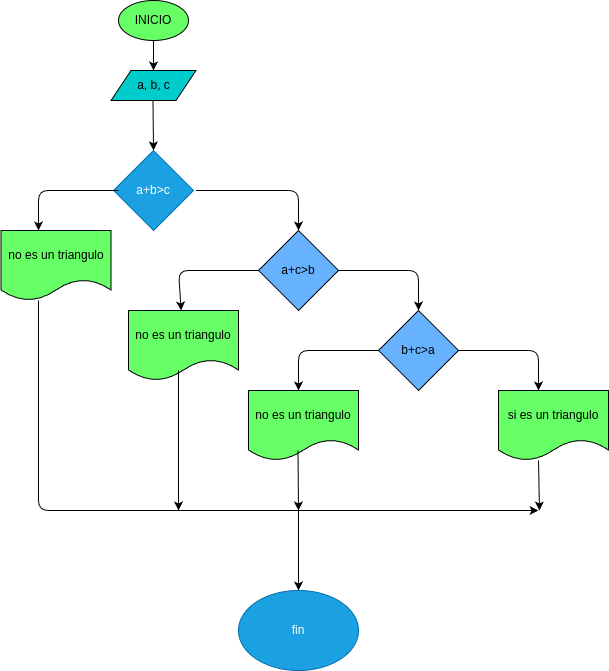 INICIO
a, b, c
a+b>c
no es un triangulo
a+c>b
no es un triangulo
b+c>a
no es un triangulo
si es un triangulo
fin